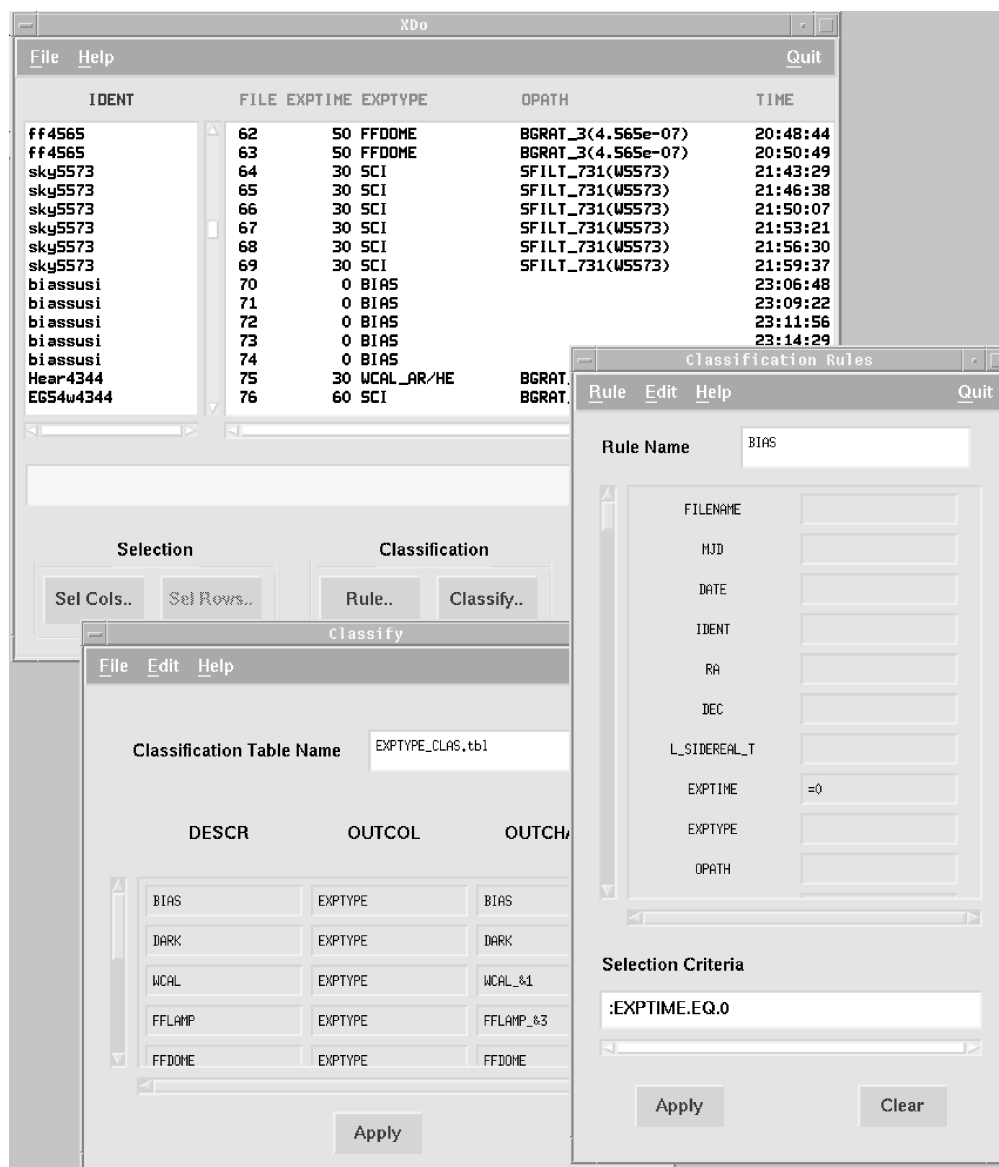 XDo
File Help Quit
IDENT FILE EXPTIME EXPTYPE OPATH TIME
ff4565 62 50 FFDOME BGRAT_3(4.565e-07) 20:48:44
ff4565 63 50 FFDOME BGRAT_3(4.565e-07) 20:50:49
sky5573 64 30 SCI SFILT_731(W5573) 21:43:29
sky5573 65 30 SCI SFILT_731(W5573) 21:46:38
sky5573 66 30 SCI SFILT_731(W5573) 21:50:07
sky5573 67 30 SCI SFILT_731(W5573) 21:53:21
sky5573 68 30 SCI SFILT_731(W5573) 21:56:30
sky5573 69 30 SCI SFILT_731(W5573) 21:59:37
biassusi 70 0 BIAS 23:06:48
biassusi 71 0 BIAS 23:09:22
biassusi 72 0 BIAS 23:11:56
biassusi 73 0 BIAS 23:14:29
biassusi 74 0 BIAS
Hear4344 75 30 WCAL_AR/HE BGRAT_
EG54w4344 76 60 SCI BGRAT_
Selection Classification
Sel Cols.. Sel Rows.. Rule.. Classify..
Classify
File Edit Help
Classification Table Name EXPTYPE_CLAS.tbl
DESCR OUTCOL OUTCHA
BIAS EXPTYPE BIAS
DARK EXPTYPE DARK
WCAL EXPTYPE WCAL_&1
FFLAMP EXPTYPE FFLAMP_&3
FFDOME EXPTYPE FFDOME
Apply
Classification Rules
Rule Edit Help Quit
Rule Name BIAS
FILENAME
MJD
DATE
IDENT
RA
DEC
L_SIDEREAL_T
EXPTIME =0
EXPTYPE
OPATH
Selection Criteria
:EXPTIME.EQ.0
Apply Clear